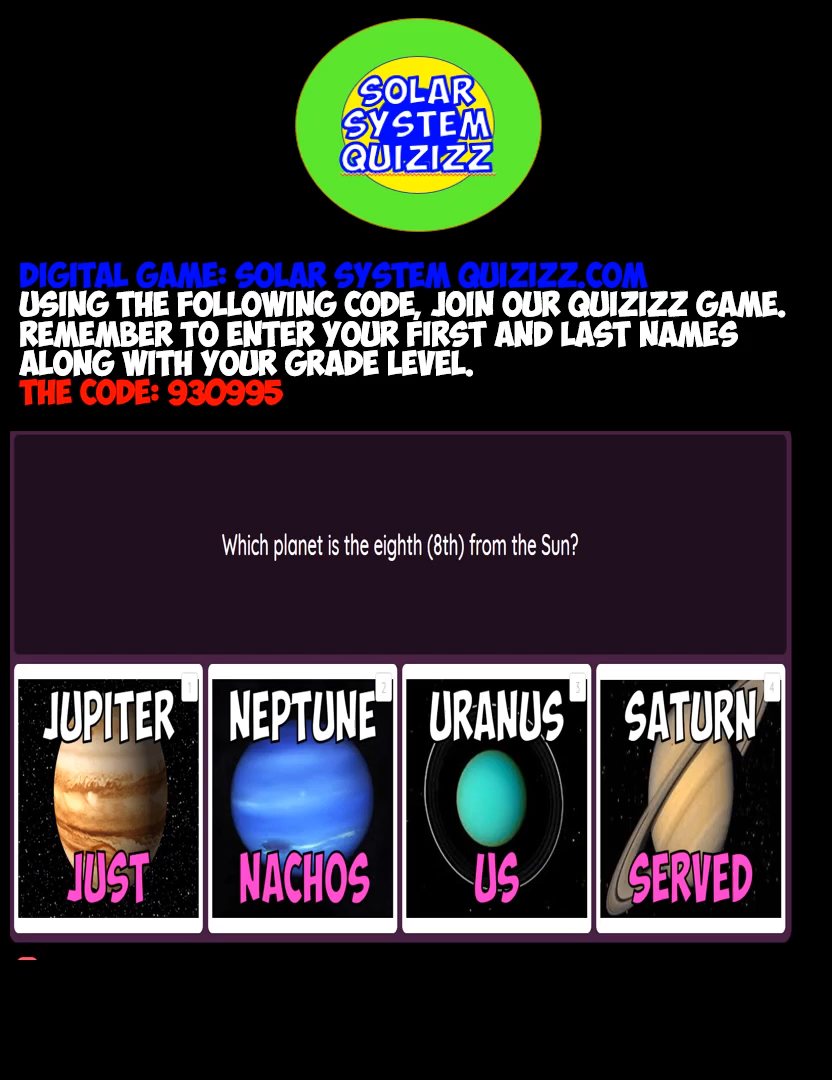 SOLAR
SYSTEM
QUIZIZZ
DIGITAL GAME: SOLAR SYSTEM QUIZIZZ.COM
USING THE FOLLOWING CODE, JOIN OUR QUIZIZZ GAME.
REMEMBER TO ENTER YOUR FIRST AND LAST NAMES
ALONG WITH YOUR GRADE LEVEL.
THE CODE: 930995
Which planet is the eighth (8th) from the Sun?
1
JUPITER
JUST
2
NEPTUNE
NACHOS
3
URANUS
US
4
SATURN
SERVED